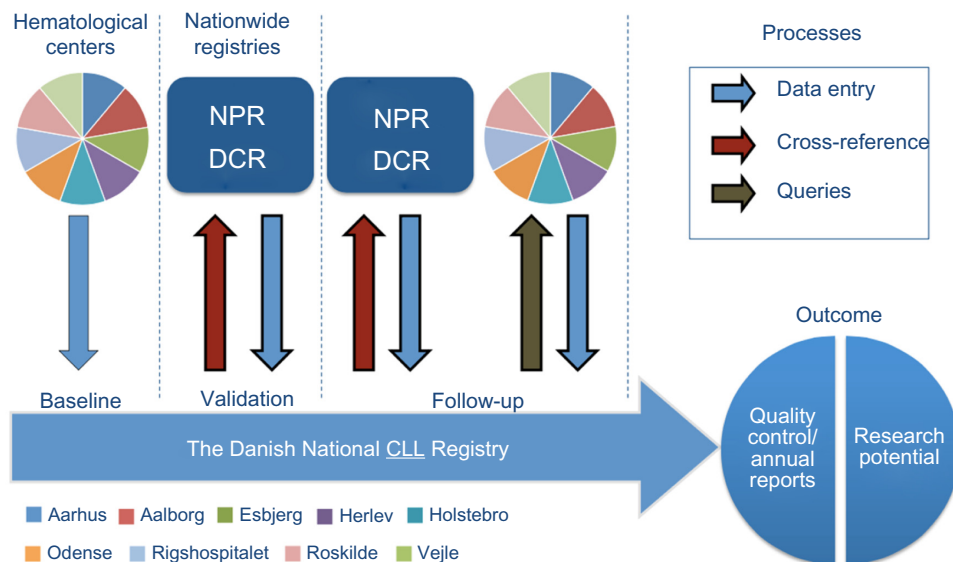 Hematological
centers
Nationwide
registries
Processes
NPR
DCR
NPR
DCR
Data entry
Cross-reference
Queries
Outcome
Baseline
Validation
Follow-up
The Danish National CLL Registry
Quality
control/
annual
reports
Research
potential
Aarhus
Aalborg
Esbjerg
Herlev
Holstebro
Odense
Rigshospitalet
Roskilde
Vejle